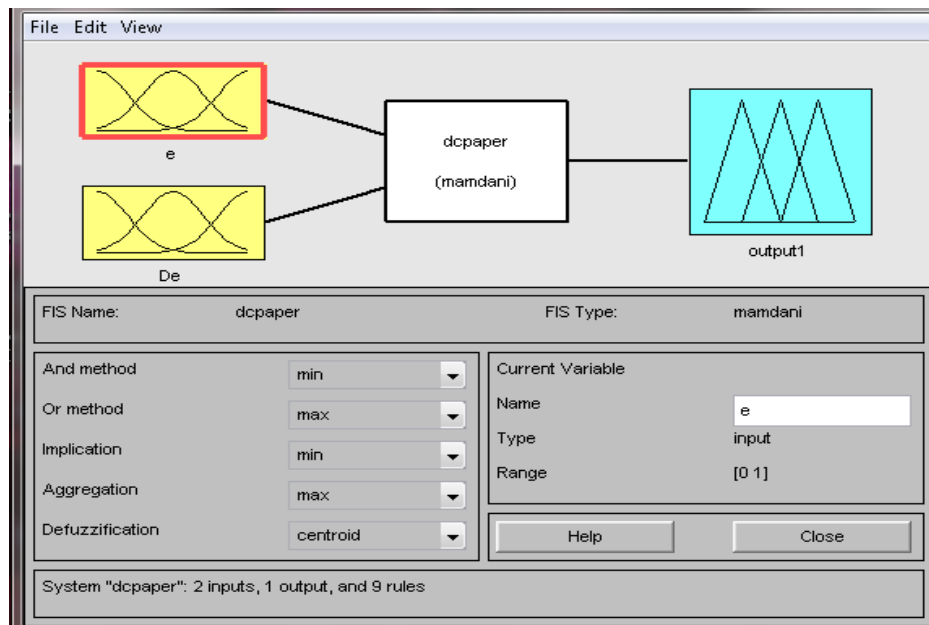 File Edit View
e
dcpaper
(mamdani)
De
output1
FIS Name: dcpaper FIS Type: mamdani
And method min
Or method max
Implication min
Aggregation max
Defuzzification centroid
Current Variable
Name e
Type input
Range [0 1]
Help Close
System "dcpaper": 2 inputs, 1 output, and 9 rules